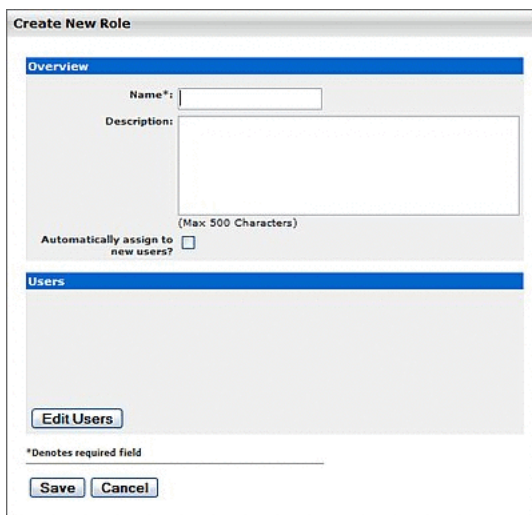 Create New Role
Overview
Name*:
Description:
(Max 500 Characters)
Automatically assign to
new users?
Users
Edit Users
*Denotes required field
Save Cancel